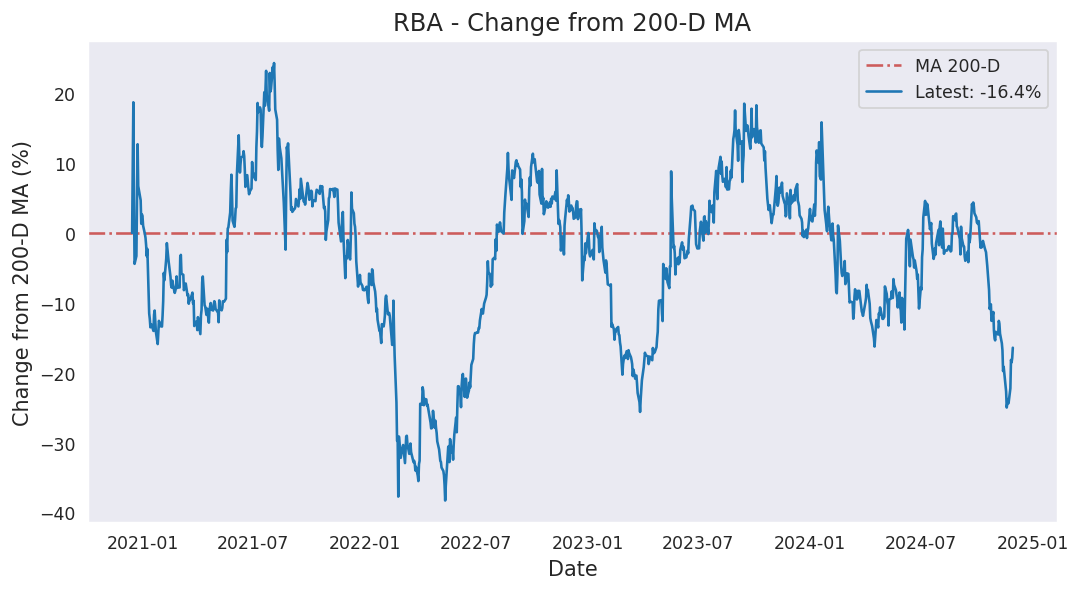 RBA - Change from 200-D MA
MA 200-D
Latest: -16.4%
Change from 200-D MA (%)
20
10
0
−10
−20
−30
−40
2021-01 2021-07 2022-01 2022-07 2023-01 2023-07 2024-01 2024-07 2025-01
Date